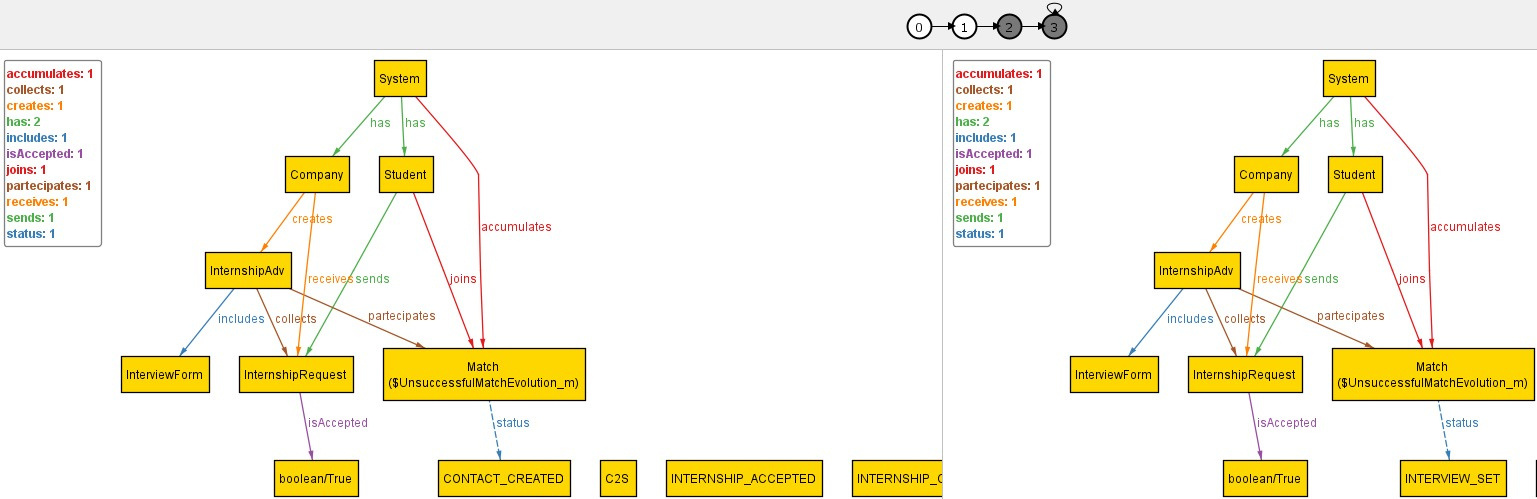 0
1
2
3
accumulates: 1
collects: 1
creates: 1
has: 2
includes: 1
isAccepted: 1
joins: 1
partecipates: 1
receives: 1
sends: 1
status: 1
System
has
has
Company
Student
creates
accumulates
InternshipAdv
receives
sends
joins
includes
collects
partecipates
InterviewForm
InternshipRequest
Match
($UnsuccessfulMatchEvolution_m)
isAccepted
status
boolean/True
CONTACT_CREATED
C2S
INTERNSHIP_ACCEPTED
accumulates: 1
collects: 1
creates: 1
has: 2
includes: 1
isAccepted: 1
joins: 1
partecipates: 1
receives: 1
sends: 1
status: 1
System
has
has
Company
Student
creates
accumulates
InternshipAdv
receives
sends
joins
includes
collects
partecipates
InterviewForm
InternshipRequest
Match
($UnsuccessfulMatchEvolution_m)
isAccepted
status
boolean/True
INTERVIEW_SET